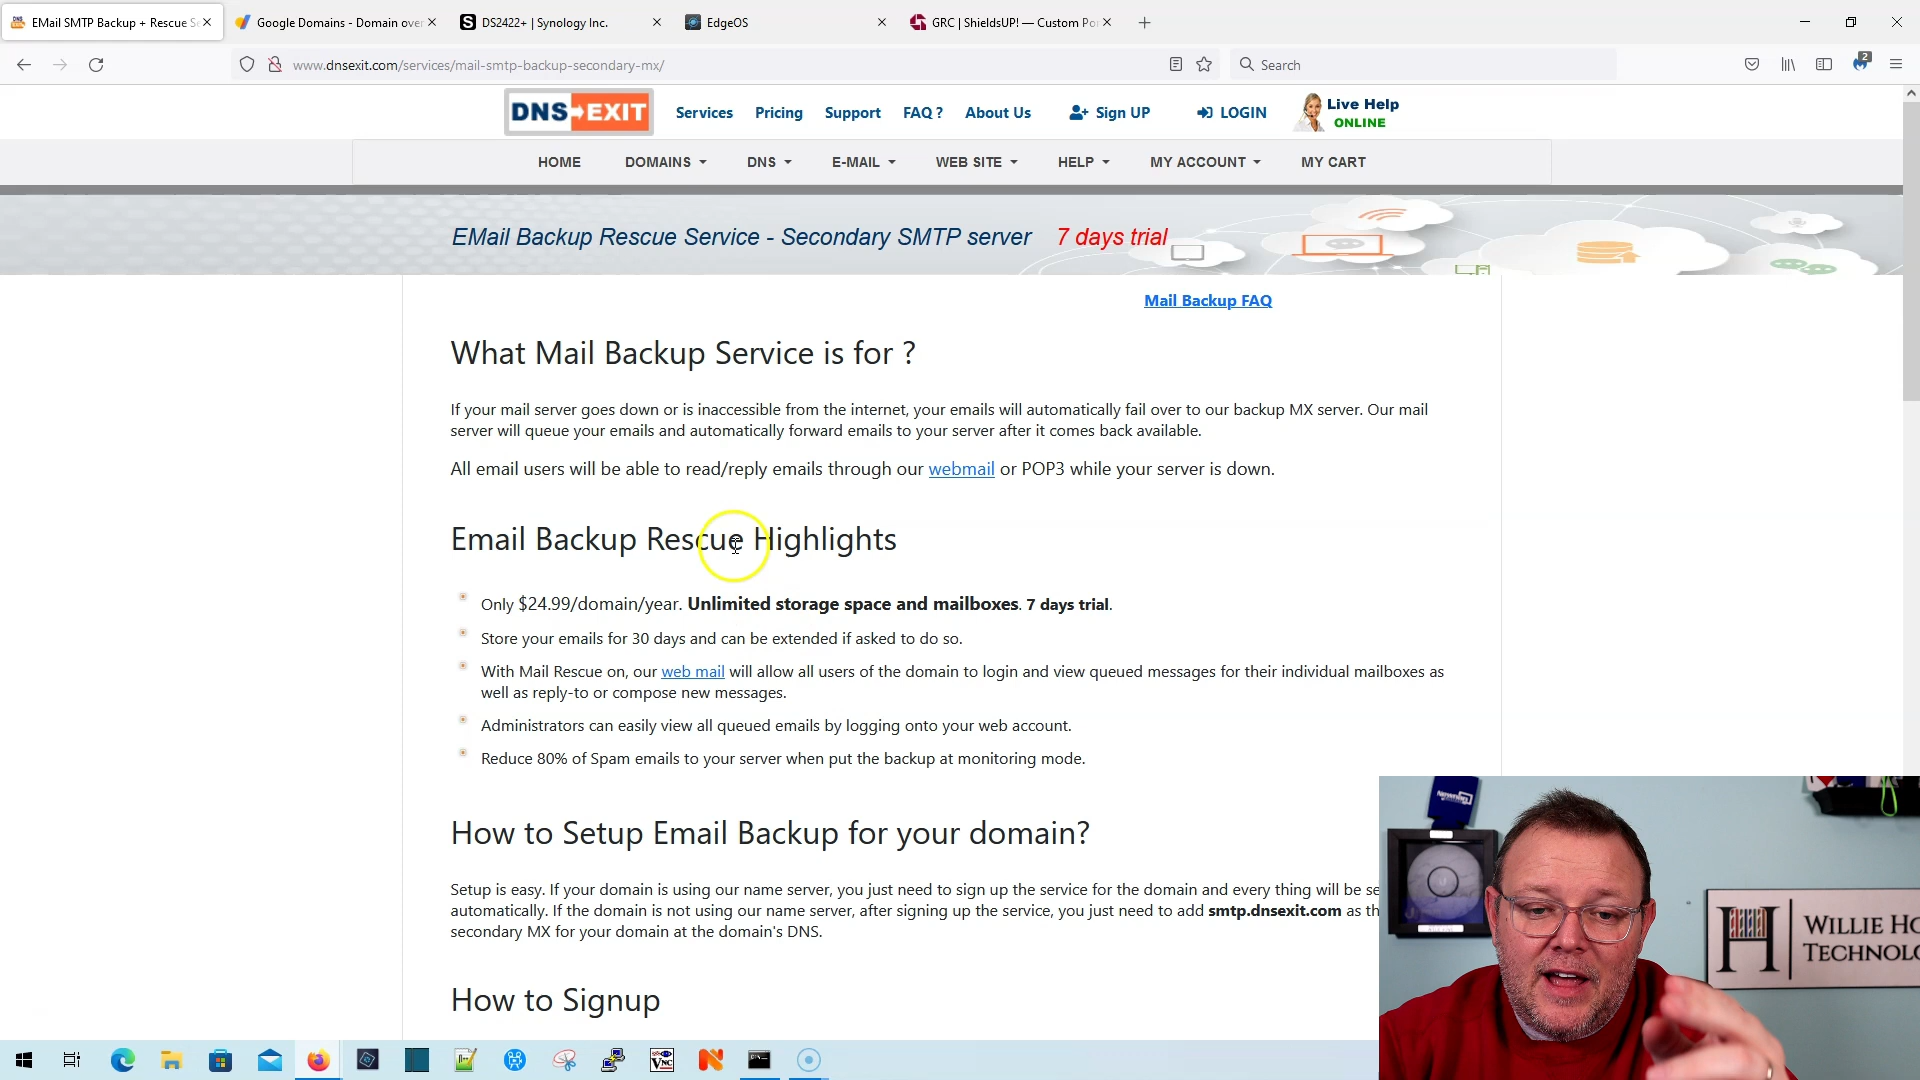 EMail SMTP Backup + Rescue Se
Google Domains - Domain over
DS2422+ | Synology Inc.
EdgeOS
GRC | ShieldsUP! — Custom Po
www.dnsexit.com/services/mail-smtp-backup-secondary-mx/
Search
2
DNS EXIT
Services
Pricing
Support
FAQ ?
About Us
Sign UP
LOGIN
Live Help
ONLINE
HOME
DOMAINS
DNS
E-MAIL
WEB SITE
HELP
MY ACCOUNT
MY CART
EMail Backup Rescue Service - Secondary SMTP server 7 days trial
Mail Backup FAQ
What Mail Backup Service is for ?
If your mail server goes down or is inaccessible from the internet, your emails will automatically fail over to our backup MX server. Our mail
server will queue your emails and automatically forward emails to your server after it comes back available.
All email users will be able to read/reply emails through our webmail or POP3 while your server is down.
Email Backup Rescue Highlights
Only $24.99/domain/year. Unlimited storage space and mailboxes. 7 days trial.
Store your emails for 30 days and can be extended if asked to do so.
With Mail Rescue on, our web mail will allow all users of the domain to login and view queued messages for their individual mailboxes as
well as reply-to or compose new messages.
Administrators can easily view all queued emails by logging onto your web account.
Reduce 80% of Spam emails to your server when put the backup at monitoring mode.
How to Setup Email Backup for your domain?
Setup is easy. If your domain is using our name server, you just need to sign up the service for the domain and every thing will be se
automatically. If the domain is not using our name server, after signing up the service, you just need to add smtp.dnsexit.com as th
secondary MX for your domain at the domain's DNS.
How to Signup
H
WILLIE HO
TECHNOLO